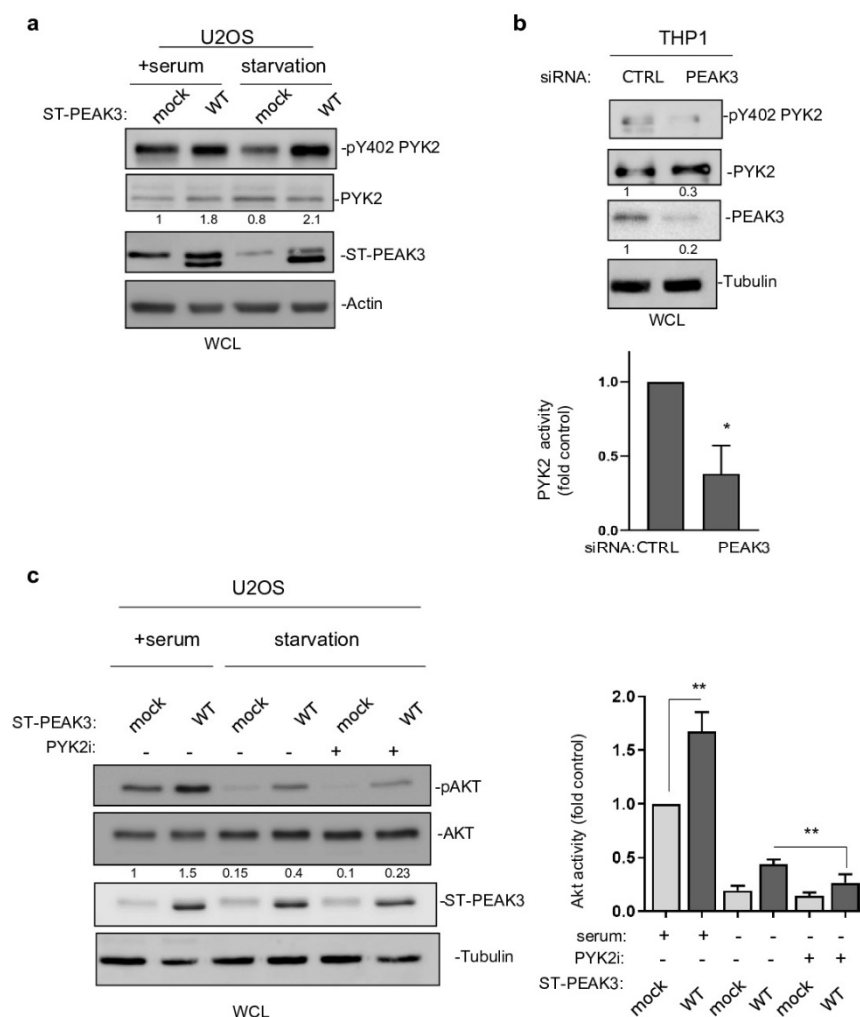 a
U2OS
+serum starvation
ST-PEAK3: mock WT mock WT
-pY402 PYK2
-PYK2
1 1.8 0.8 2.1
-ST-PEAK3
-Actin
WCL
b
THP1
siRNA: CTRL PEAK3
-pY402 PYK2
-PYK2
1 0.3
-PEAK3
1 0.2
-Tubulin
WCL
PYK2 activity
(fold control)
1.0
*
0.5
0.0
siRNA:CTRL PEAK3
c
U2OS
+serum starvation
ST-PEAK3: mock WT mock WT mock WT
PYK2i: - - - - + +
-pAKT
-AKT
1 1.5 0.15 0.4 0.1 0.23
-ST-PEAK3
-Tubulin
WCL
Akt activity (fold control)
2.0
**
1.5
1.0
**
0.5
0.0
serum: + + - - - -
PYK2i: - - - - + +
ST-PEAK3: mock WT mock WT mock WT